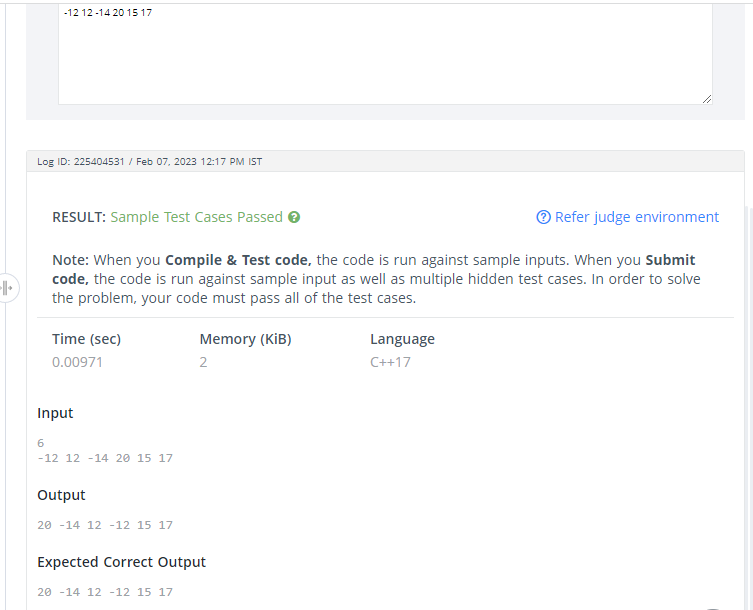 -12 12 -14 20 15 17
Log ID: 225404531 / Feb 07, 2023 12:17 PM IST
RESULT: Sample Test Cases Passed ?
? Refer judge environment
Note: When you Compile & Test code, the code is run against sample inputs. When you Submit
code, the code is run against sample input as well as multiple hidden test cases. In order to solve
the problem, your code must pass all of the test cases.
Time (sec) Memory (KiB) Language
0.00971 2 C++17
Input
6
-12 12 -14 20 15 17
Output
20 -14 12 -12 15 17
Expected Correct Output
20 -14 12 -12 15 17